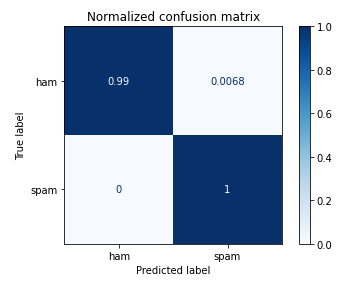 Normalized confusion matrix
1.0
ham
0.99
0.0068
0.8
0.6
True label
0.4
spam
0
1
0.2
0.0
ham
spam
Predicted label